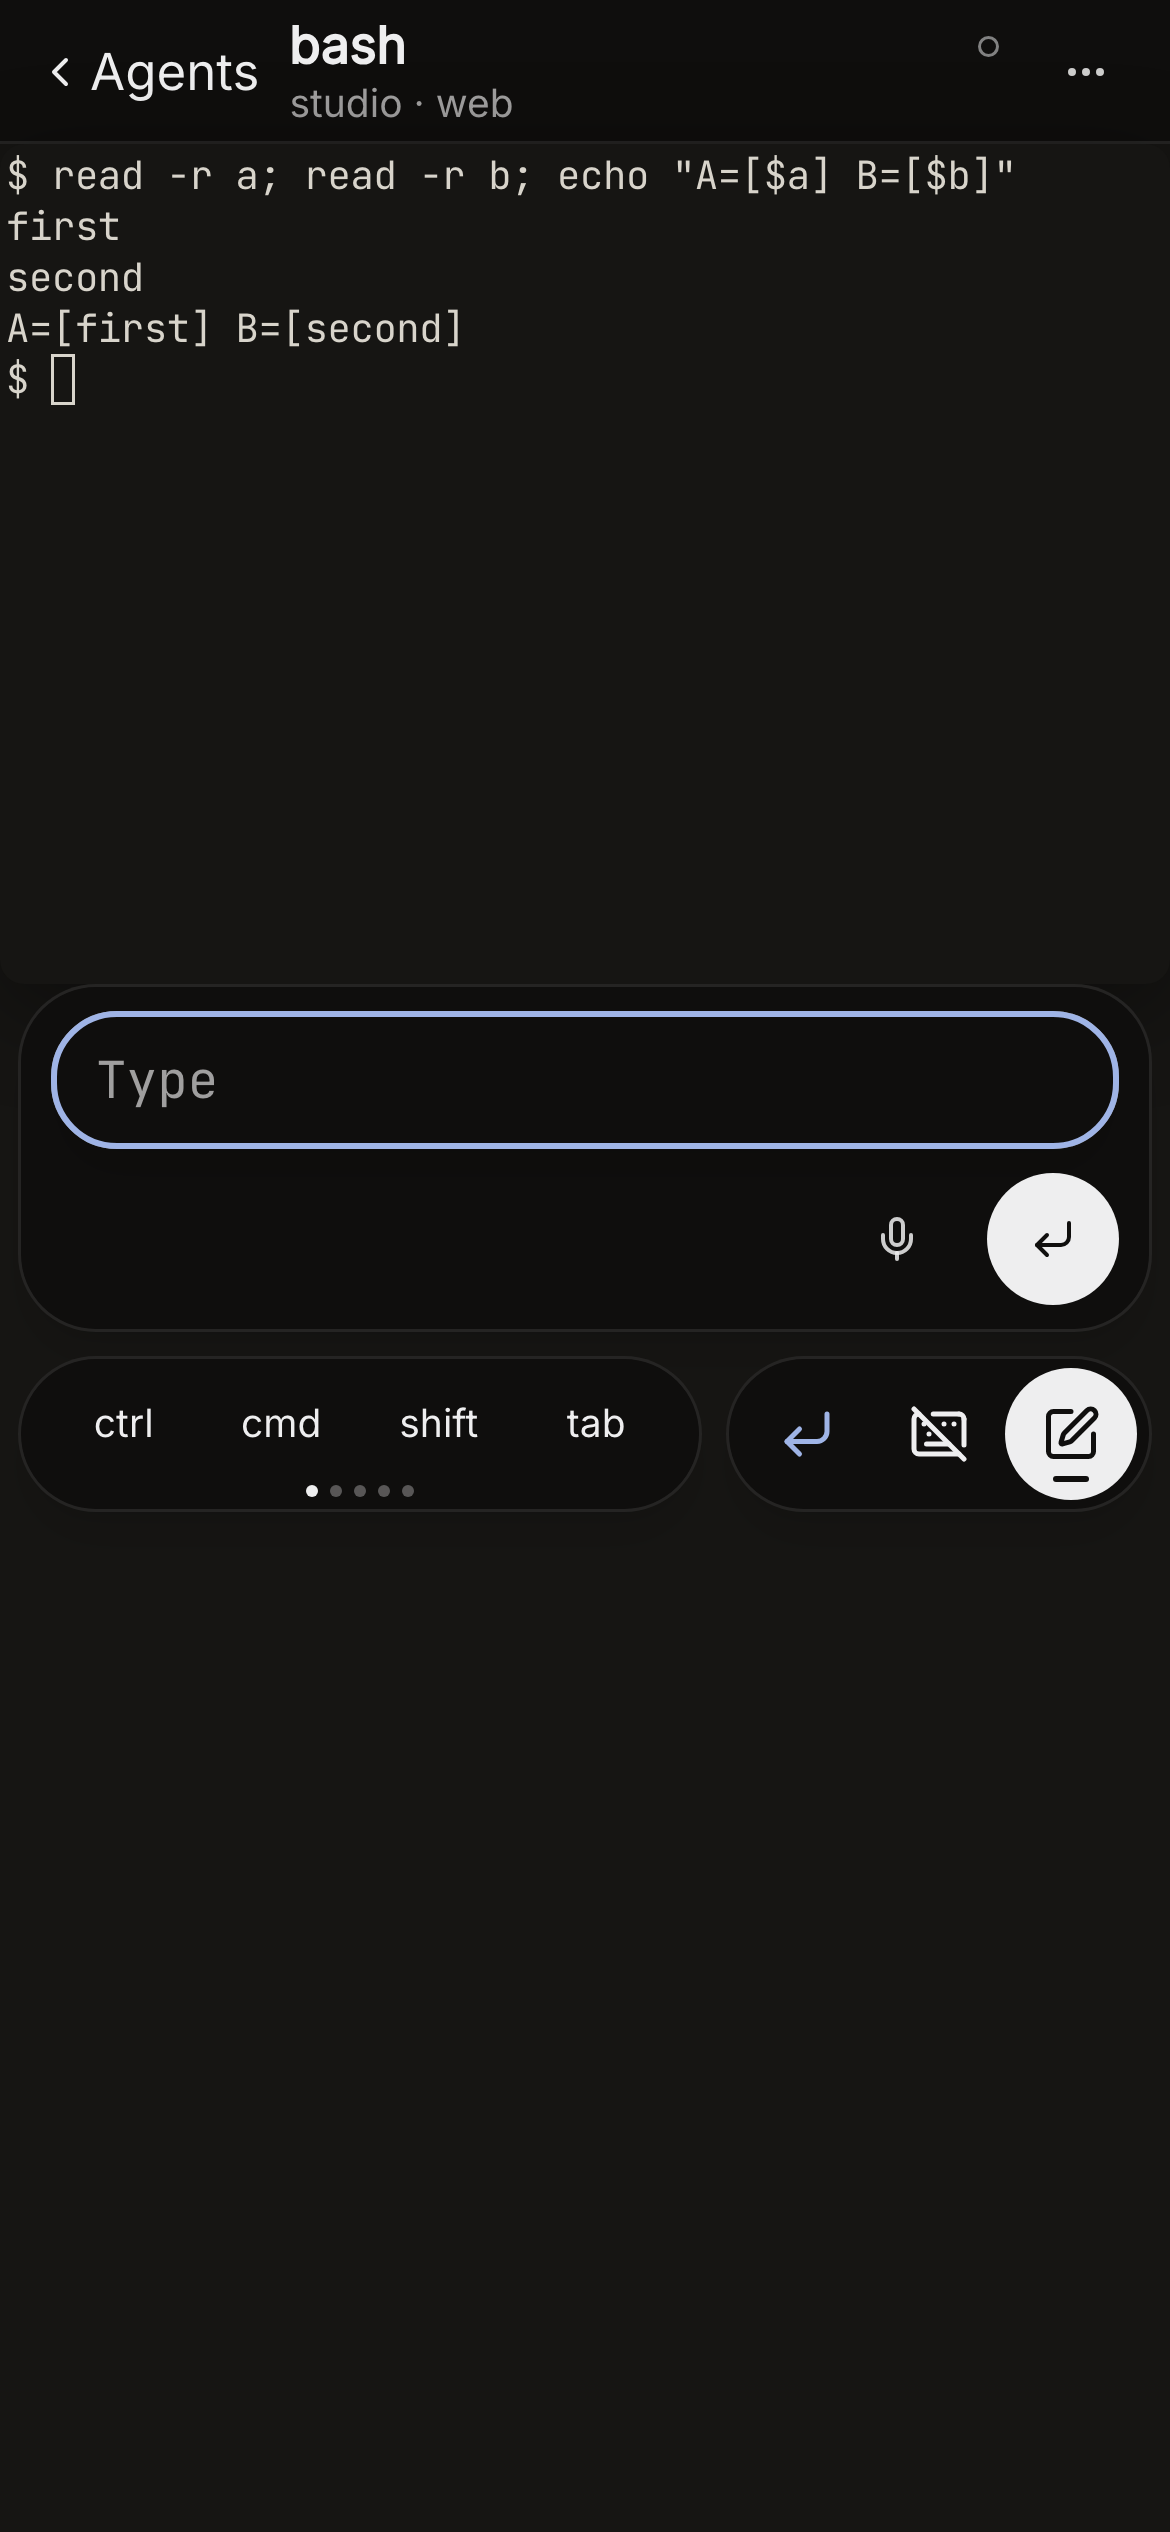 Agents
bash
studio · web
$ read -r a; read -r b; echo "A=[$a] B=[$b]"
first
second
A=[first] B=[second]
$
Type
ctrl cmd shift tab